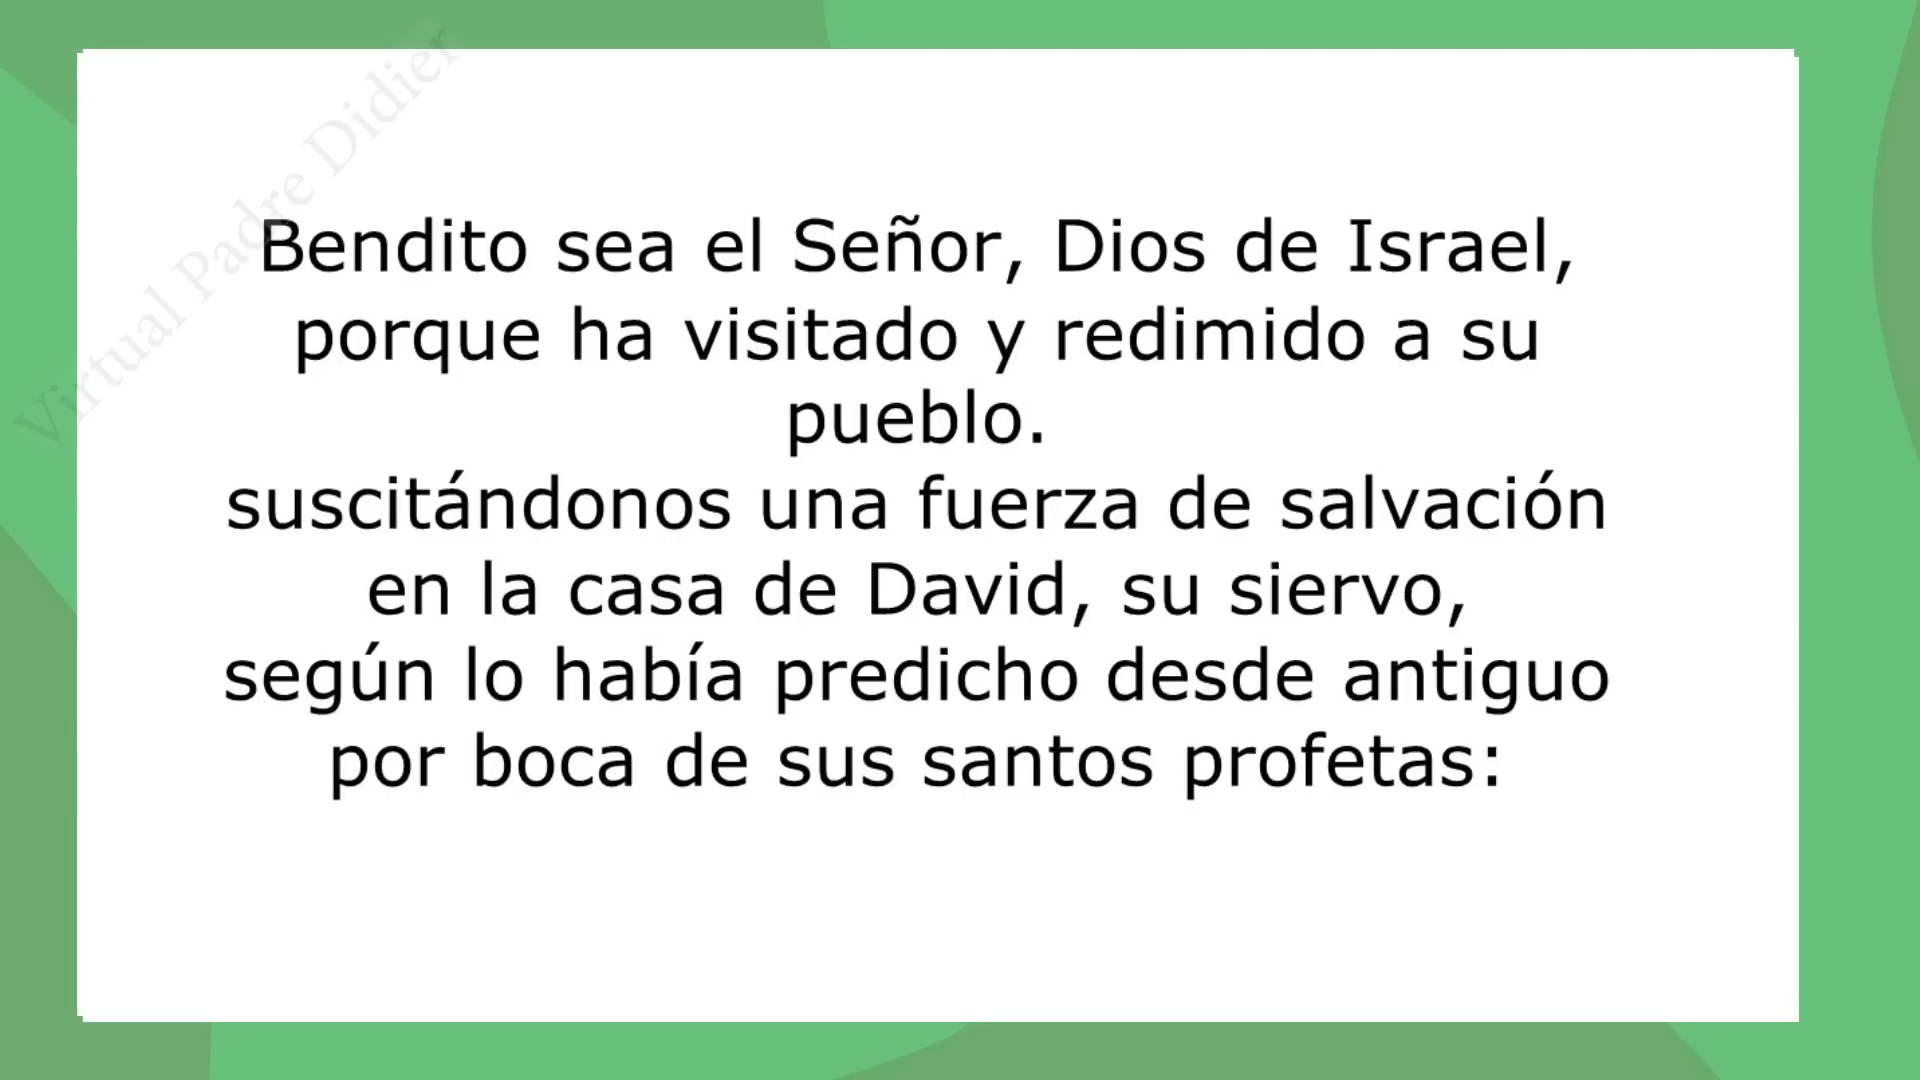 Virtual Padre Didier
Bendito sea el Señor, Dios de Israel,
porque ha visitado y redimido a su
pueblo.
suscitándonos una fuerza de salvación
en la casa de David, su siervo,
según lo había predicho desde antiguo
por boca de sus santos profetas: